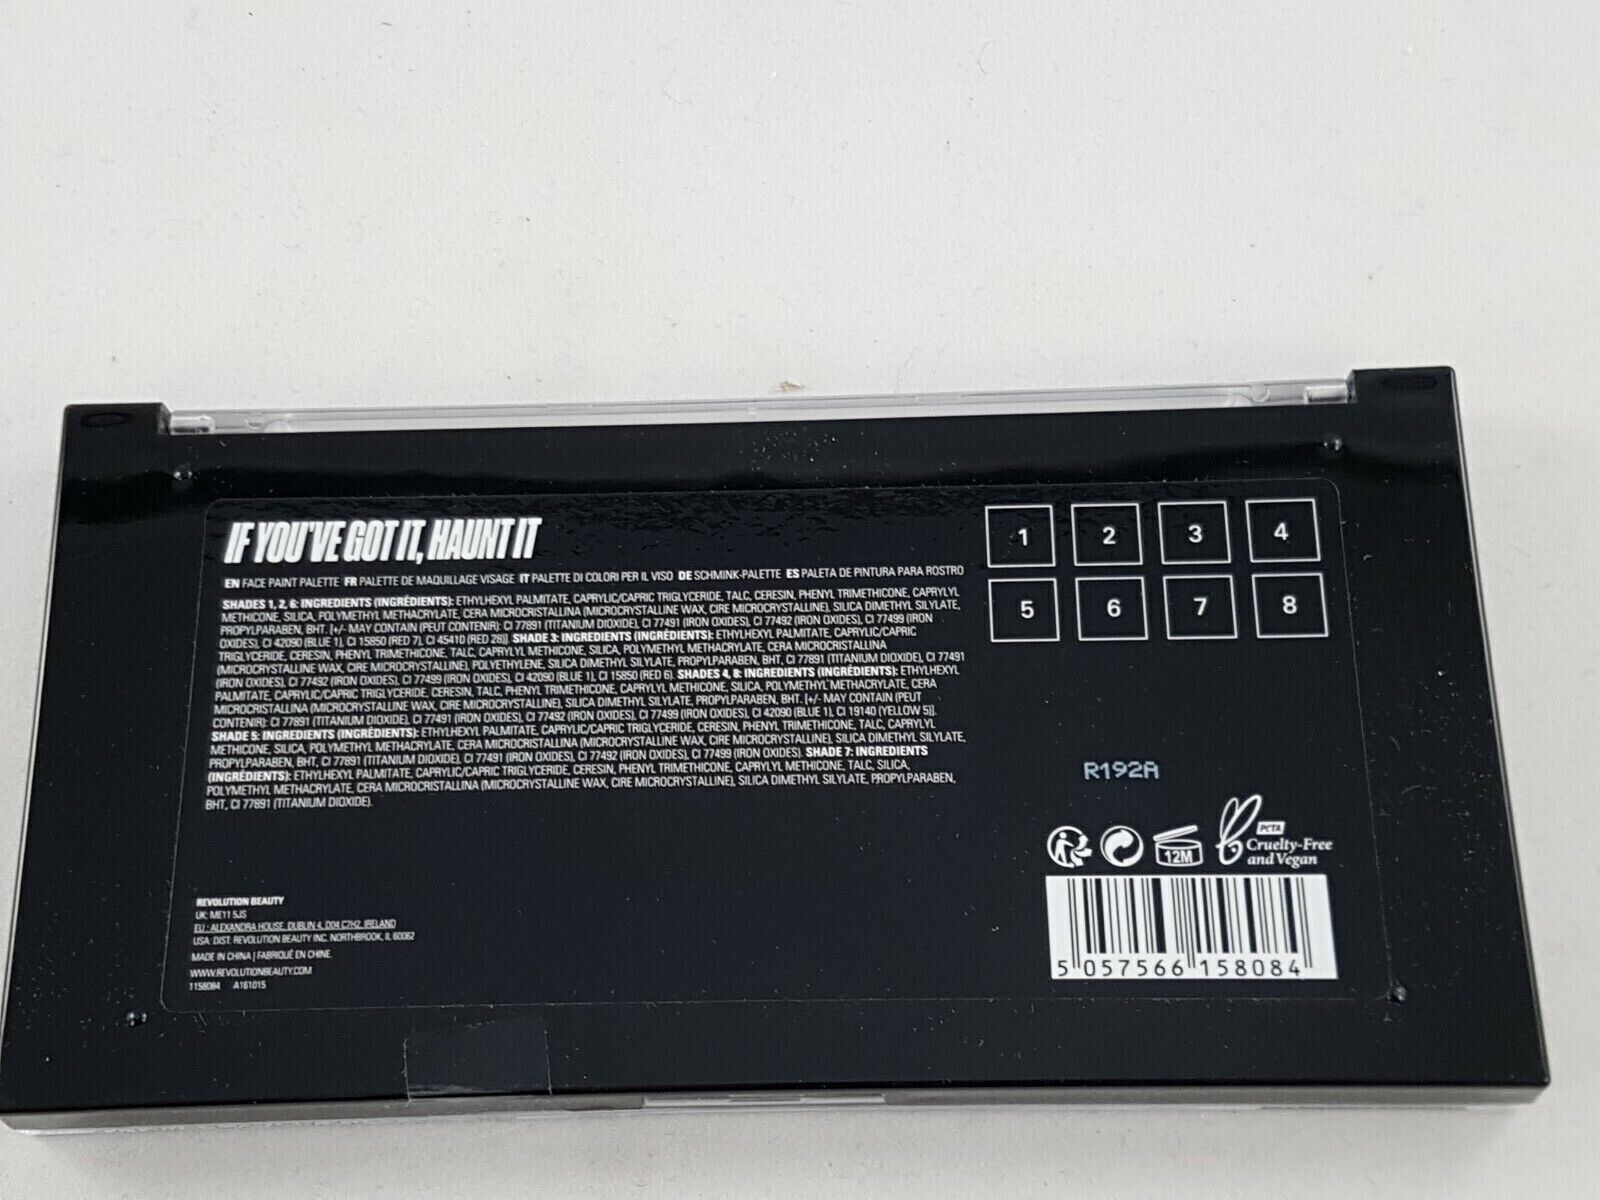 IF YOU'VE GOT IT, HAUNT IT
EN FACE PAINT PALETTE FR PALETTE DE MAQUILLAGE VISAGE IT PALETTE DI COLORI PER IL VISO DE SCHMINK-PALETTE ES PALETA DE PINTURA PARA ROSTRO
SHADES 1, 2, 6: INGREDIENTS (INGRÉDIENTS): ETHYLHEXYL PALMITATE, CAPRYLIC/CAPRIC TRIGLYCERIDE, TALC, CERESIN, PHENYL TRIMETHICONE, CAPRYLYL
METHICONE, SILICA, POLYMETHYL METHACRYLATE, CERA MICROCRISTALLINA (MICROCRYSTALLINE WAX, CIRE MICROCRYSTALLINE), SILICA DIMETHYL SILYLATE,
PROPYLPARABEN, BHT. [+/- MAY CONTAIN (PEUT CONTENIR): CI 77891 (TITANIUM DIOXIDE), CI 77491 (IRON OXIDES), CI 77492 (IRON OXIDES), CI 77499 (IRON
OXIDES), CI 42090 (BLUE 1), CI 15850 (RED 7), CI 45410 (RED 28)]. SHADE 3: INGREDIENTS (INGRÉDIENTS): ETHYLHEXYL PALMITATE, CAPRYLIC/CAPRIC
TRIGLYCERIDE, CERESIN, PHENYL TRIMETHICONE, TALC, CAPRYLYL METHICONE, SILICA, POLYMETHYL METHACRYLATE, CERA MICROCRISTALLINA
(MICROCRYSTALLINE WAX, CIRE MICROCRYSTALLINE), POLYETHYLENE, SILICA DIMETHYL SILYLATE, PROPYLPARABEN, BHT, CI 77891 (TITANIUM DIOXIDE), CI 77491
(IRON OXIDES), CI 77492 (IRON OXIDES), CI 77499 (IRON OXIDES), CI 42090 (BLUE 1), CI 15850 (RED 6). SHADES 4, 8: INGREDIENTS (INGRÉDIENTS): ETHYLHEXYL
PALMITATE, CAPRYLIC/CAPRIC TRIGLYCERIDE, CERESIN, TALC, PHENYL TRIMETHICONE, CAPRYLYL METHICONE, SILICA, POLYMETHYL METHACRYLATE, CERA
MICROCRISTALLINA (MICROCRYSTALLINE WAX, CIRE MICROCRYSTALLINE), SILICA DIMETHYL SILYLATE, PROPYLPARABEN, BHT. [+/- MAY CONTAIN (PEUT
CONTENIR): CI 77891 (TITANIUM DIOXIDE), CI 77491 (IRON OXIDES), CI 77492 (IRON OXIDES), CI 77499 (IRON OXIDES), CI 42090 (BLUE 1), CI 19140 (YELLOW 5)].
SHADE 5: INGREDIENTS (INGRÉDIENTS): ETHYLHEXYL PALMITATE, CAPRYLIC/CAPRIC TRIGLYCERIDE, CERESIN, PHENYL TRIMETHICONE, TALC, CAPRYLYL
METHICONE, SILICA, POLYMETHYL METHACRYLATE, CERA MICROCRISTALLINA (MICROCRYSTALLINE WAX, CIRE MICROCRYSTALLINE), SILICA DIMETHYL SILYLATE,
PROPYLPARABEN, BHT, CI 77891 (TITANIUM DIOXIDE), CI 77491 (IRON OXIDES), CI 77492 (IRON OXIDES), CI 77499 (IRON OXIDES). SHADE 7: INGREDIENTS
(INGRÉDIENTS): ETHYLHEXYL PALMITATE, CAPRYLIC/CAPRIC TRIGLYCERIDE, CERESIN, PHENYL TRIMETHICONE, CAPRYLYL METHICONE, TALC, SILICA,
POLYMETHYL METHACRYLATE, CERA MICROCRISTALLINA (MICROCRYSTALLINE WAX, CIRE MICROCRYSTALLINE), SILICA DIMETHYL SILYLATE, PROPYLPARABEN,
BHT, CI 77891 (TITANIUM DIOXIDE).
1 2 3 4
5 6 7 8
R192A
12M
PETA
Cruelty-Free
and Vegan
5 057566 158084
REVOLUTION BEAUTY
UK: ME11 5JS
EU: ALEXANDRA HOUSE, DUBLIN 4, D04 C7H2, IRELAND
USA: DIST. REVOLUTION BEAUTY INC. NORTHBROOK, IL 60062
MADE IN CHINA | FABRIQUÉ EN CHINE.
WWW.REVOLUTIONBEAUTY.COM
1158084 A161015